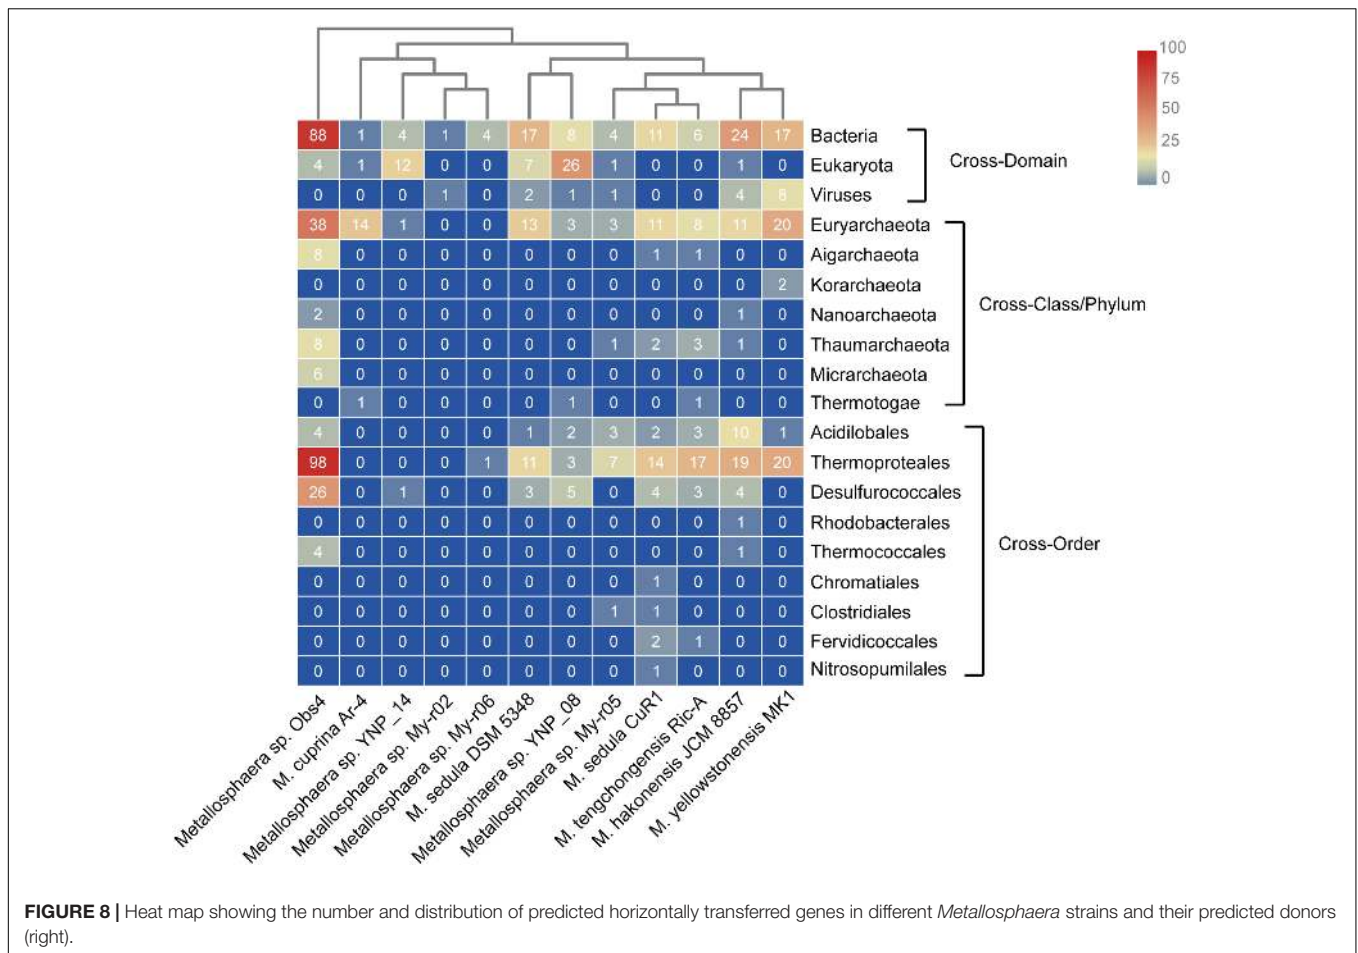 100
75
50
25
0
88 1 4 1 4 17 8 4 11 6 24 17 Bacteria
4 1 12 0 0 7 26 1 0 0 1 0 Eukaryota
Cross-Domain
0 0 0 1 0 2 1 1 0 0 4 Viruses
38 14 1 0 0 13 3 3 11 8 11 20 Euryarchaeota
8 0 0 0 0 0 0 0 1 1 0 0 Aigarchaeota
0 0 0 0 0 0 0 0 0 0 0 2 Korarchaeota
Cross-Class/Phylum
2 0 0 0 0 0 0 0 0 0 1 0 Nanoarchaeota
8 0 0 0 0 0 0 1 2 3 1 0 Thaumarchaeota
6 0 0 0 0 0 0 0 0 0 0 0 Micrarchaeota
0 1 0 0 0 0 1 0 0 1 0 0 Thermotogae
4 0 0 0 0 1 2 3 2 3 10 1 Acidilobales
98 0 0 0 1 11 3 7 14 17 19 20 Thermoproteales
26 0 1 0 0 3 5 0 4 3 4 0 Desulfurococcales
0 0 0 0 0 0 0 0 0 0 1 0 Rhodobacterales
Cross-Order
4 0 0 0 0 0 0 0 0 0 1 0 Thermococcales
0 0 0 0 0 0 0 0 1 0 0 0 Chromatiales
0 0 0 0 0 0 0 1 1 0 0 0 Clostridiales
0 0 0 0 0 0 0 0 2 1 0 0 Fervidicoccales
0 0 0 0 0 0 0 0 1 0 0 0 Nitrosopumilales
Metallosphaera sp. Obs4
M. cuprina Ar-4
Metallosphaera sp. YNP_14
Metallosphaera sp. My-r02
Metallosphaera sp. My-r06
M. sedula DSM 5348
Metallosphaera sp. YNP_08
Metallosphaera sp. My-r05
M. sedula CuR1
M. tengchongensis Ric-A
M. hakonensis JCM 8857
M. yellowstonensis MK1
FIGURE 8 | Heat map showing the number and distribution of predicted horizontally transferred genes in different Metallosphaera strains and their predicted donors
(right).